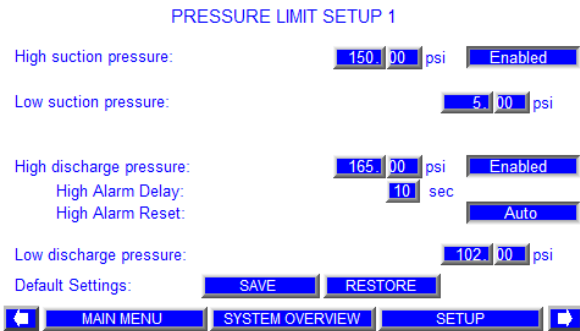 PRESSURE LIMIT SETUP 1
High suction pressure: 150. 00 psi Enabled
Low suction pressure: 5. 00 psi
High discharge pressure: 165. 00 psi Enabled
High Alarm Delay: 10 sec
High Alarm Reset: Auto
Low discharge pressure: 102. 00 psi
Default Settings: SAVE RESTORE
MAIN MENU SYSTEM OVERVIEW SETUP